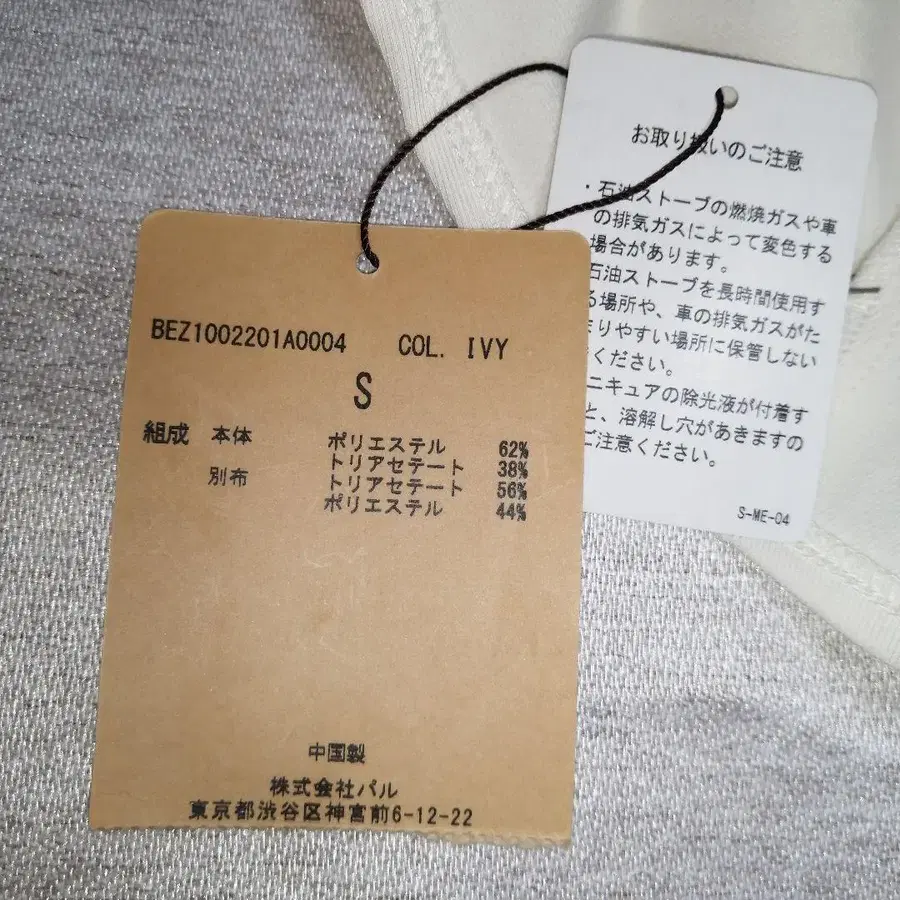 BEZ1002201A0004 COL. IVY
S
組成 本体 ポリエステル 62%
トリアセテート 38%
別布 トリアセテート 56%
ポリエステル 44%
中国製
株式会社パル
東京都渋谷区神宮前6-12-22
お取り扱いのご注意
・石油ストーブの燃焼ガスや車
の排気ガスによって変色する
場合があります。
石油ストーブを長時間使用す
る場所や、車の排気ガスがた
りやすい場所に保管しない
ください。
ニキュアの除光液が付着す
と、溶解し穴があきますの
ご注意ください。
S-ME-04